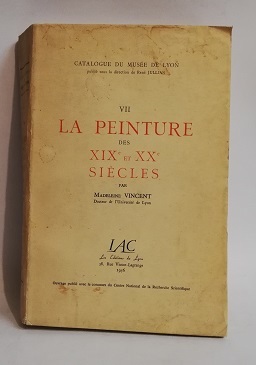 CATALOGUE DU MUSÉE DE LYON
publié sous la direction de René JULLIAN
VII
LA PEINTURE
DES
XIXe ET XXe
SIÈCLES
PAR
MADELEINE VINCENT
Docteur de l'Université de Lyon
IAC
Les Éditions de Lyon
58, Rue Victor-Lagrange
1956
Ouvrage publié avec le concours du Centre National de la Recherche Scientifique